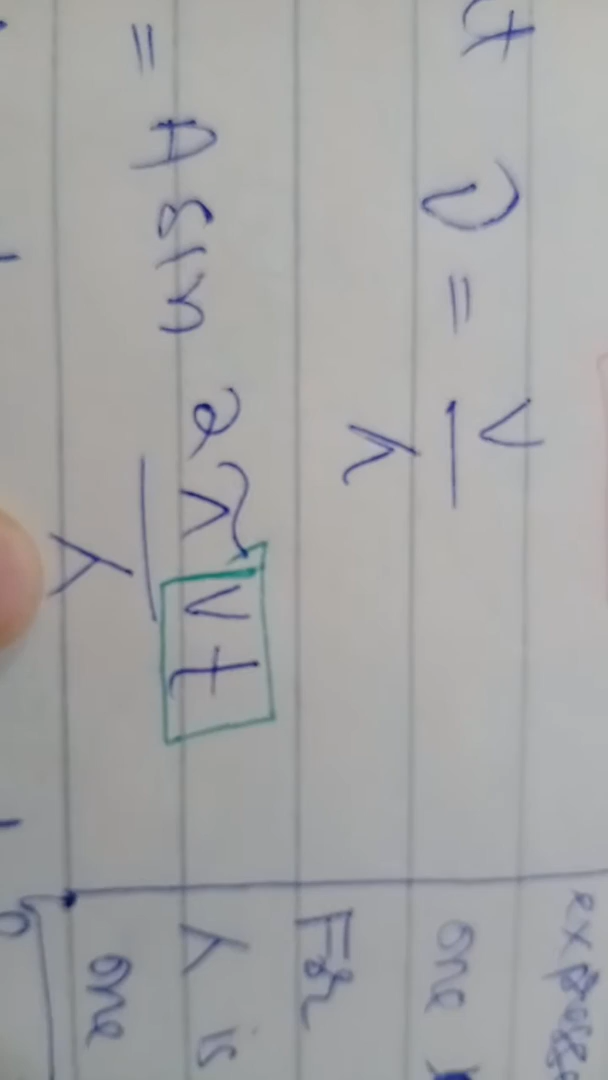 ν = v
λ
= A sin 2π vt
λ
one
For
λ is
one